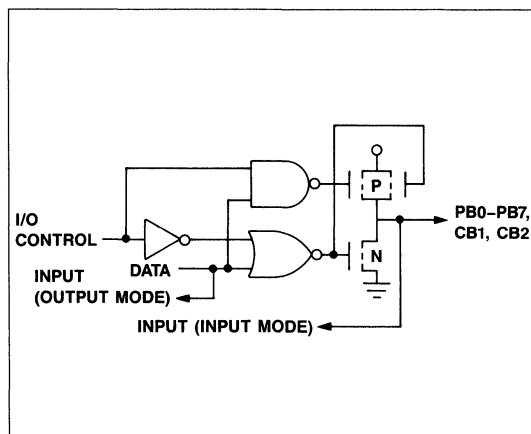 P
I/O
CONTROL
PB0–PB7,
CB1, CB2
DATA
N
INPUT
(OUTPUT MODE)
INPUT (INPUT MODE)